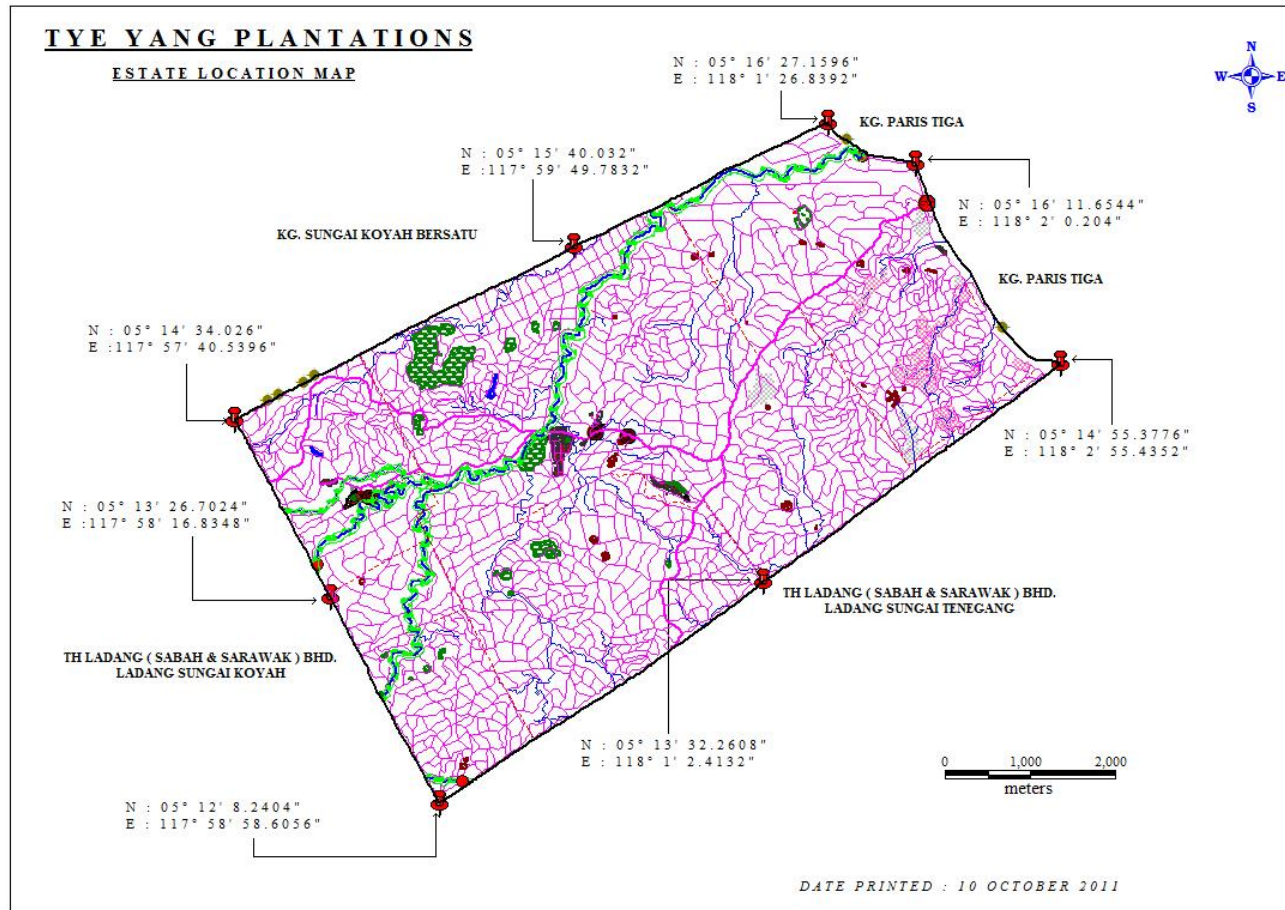 TYE YANG PLANTATIONS
ESTATE LOCATION MAP
N
W E
S
N : 05° 16' 27.1596"
E : 118° 1' 26.8392"
KG. PARIS TIGA
N : 05° 15' 40.032"
E :117° 59' 49.7832"
N : 05° 16' 11.6544"
E : 118° 2' 0.204"
KG. SUNGAI KOYAH BERSATU
KG. PARIS TIGA
N : 05° 14' 34.026"
E :117° 57' 40.5396"
N : 05° 14' 55.3776"
E : 118° 2' 55.4352"
N : 05° 13' 26.7024"
E :117° 58' 16.8348"
TH LADANG ( SABAH & SARAWAK ) BHD.
LADANG SUNGAI TENEGANG
TH LADANG ( SABAH & SARAWAK ) BHD.
LADANG SUNGAI KOYAH
N : 05° 13' 32.2608"
E : 118° 1' 2.4132"
0 1,000 2,000
meters
N : 05° 12' 8.2404"
E : 117° 58' 58.6056"
DATE PRINTED : 10 OCTOBER 2011